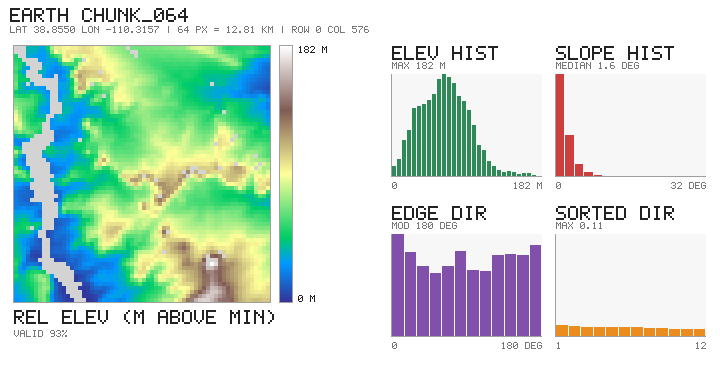 EARTH CHUNK_064
LAT 38.8550 LON -110.3157 | 64 PX = 12.81 KM | ROW 0 COL 576
182 M
0 M
REL ELEV (M ABOVE MIN)
VALID 93%
ELEV HIST
MAX 182 M
0 182 M
SLOPE HIST
MEDIAN 1.6 DEG
0 32 DEG
EDGE DIR
MOD 180 DEG
0 180 DEG
SORTED DIR
MAX 0.11
1 12